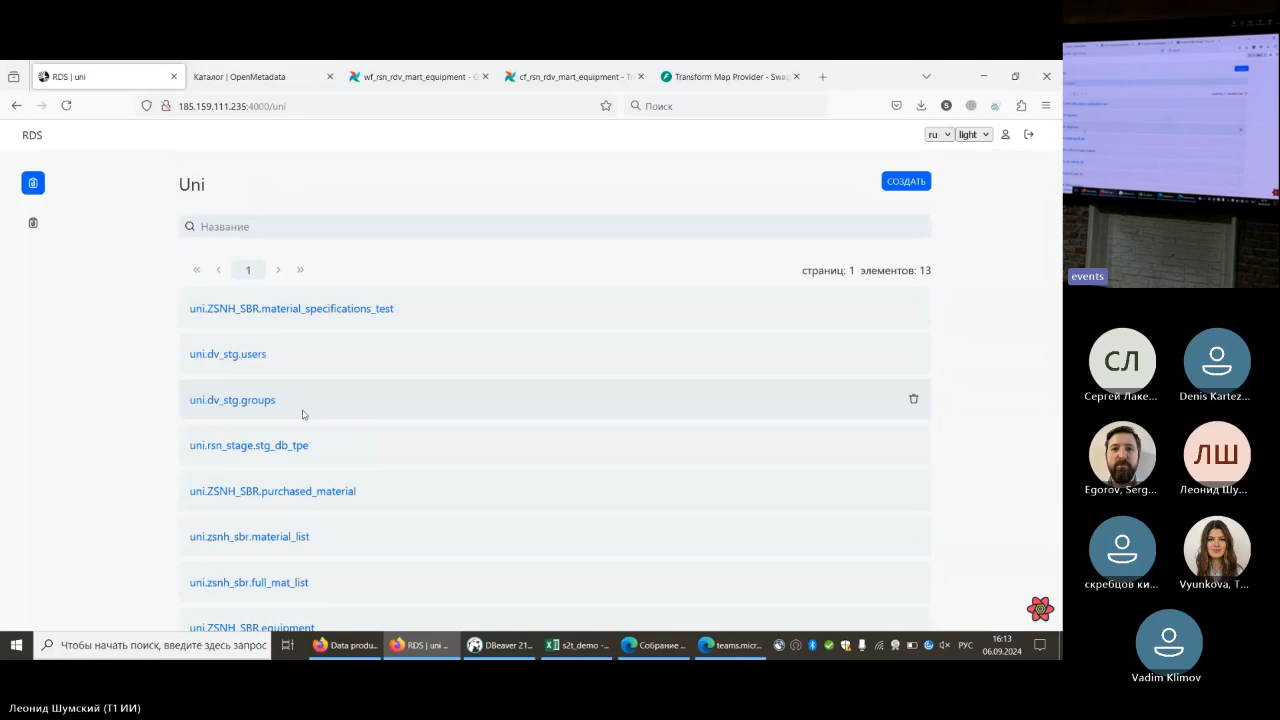 RDS | uni
Каталог | OpenMetadata
wf_rsn_rdv_mart_equipment - G
cf_rsn_rdv_mart_equipment - Tr
Transform Map Provider - Swag
185.159.111.235:4000/uni
Поиск
RDS
ru
light
Uni
СОЗДАТЬ
Название
« ‹ 1 › »
страниц: 1 элементов: 13
uni.ZSNH_SBR.material_specifications_test
uni.dv_stg.users
uni.dv_stg.groups
uni.rsn_stage.stg_db_tpe
uni.ZSNH_SBR.purchased_material
uni.zsnh_sbr.material_list
uni.zsnh_sbr.full_mat_list
uni.ZSNH_SBR.equipment
Чтобы начать поиск, введите здесь запрос
Data produ...
RDS | uni ...
DBeaver 21...
s2t_demo -...
Собрание ...
teams.micr...
РУС
16:13
06.09.2024
events
СЛ
Сергей Лаке...
Denis Kartez...
Egorov, Serg...
ЛШ
Леонид Шу...
скребцов ки...
Vyunkova, T...
Vadim Klimov
Леонид Шумский (Т1 ИИ)